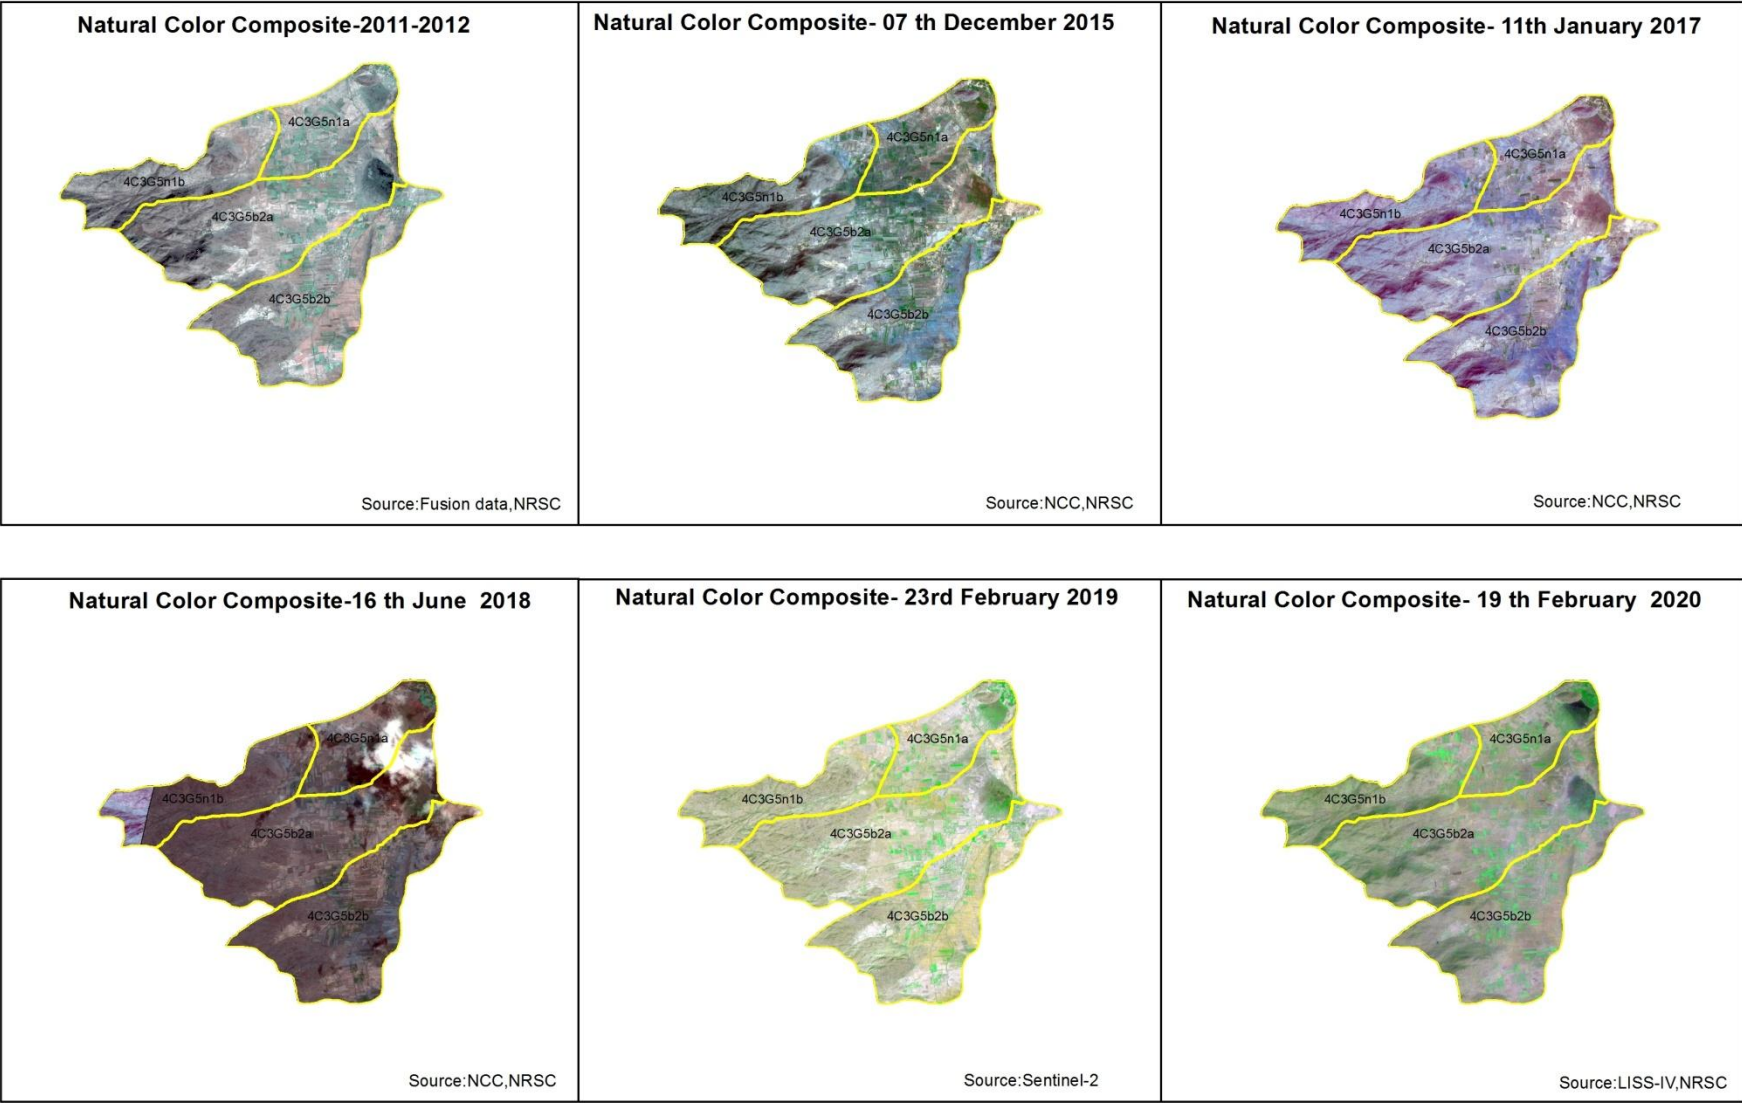 Natural Color Composite-2011-2012
4C3G5n1a
4C3G5n1b
4C3G5b2a
4C3G5b2b
Source:Fusion data,NRSC
Natural Color Composite- 07 th December 2015
4C3G5n1a
4C3G5n1b
4C3G5b2a
4C3G5b2b
Source:NCC,NRSC
Natural Color Composite- 11th January 2017
4C3G5n1a
4C3G5n1b
4C3G5b2a
4C3G5b2b
Source:NCC,NRSC
Natural Color Composite-16 th June 2018
4C3G5n1a
4C3G5n1b
4C3G5b2a
4C3G5b2b
Source:NCC,NRSC
Natural Color Composite- 23rd February 2019
4C3G5n1a
4C3G5n1b
4C3G5b2a
4C3G5b2b
Source:Sentinel-2
Natural Color Composite- 19 th February 2020
4C3G5n1a
4C3G5n1b
4C3G5b2a
4C3G5b2b
Source:LISS-IV,NRSC